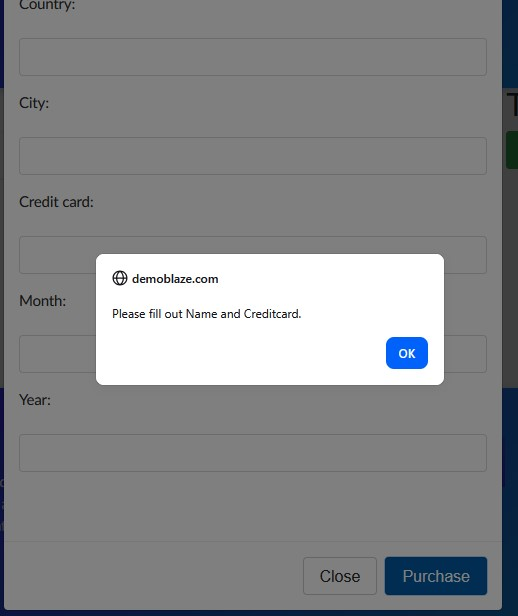 Country:
City:
Credit card:
demoblaze.com
Please fill out Name and Creditcard.
OK
Month:
Year:
Close
Purchase